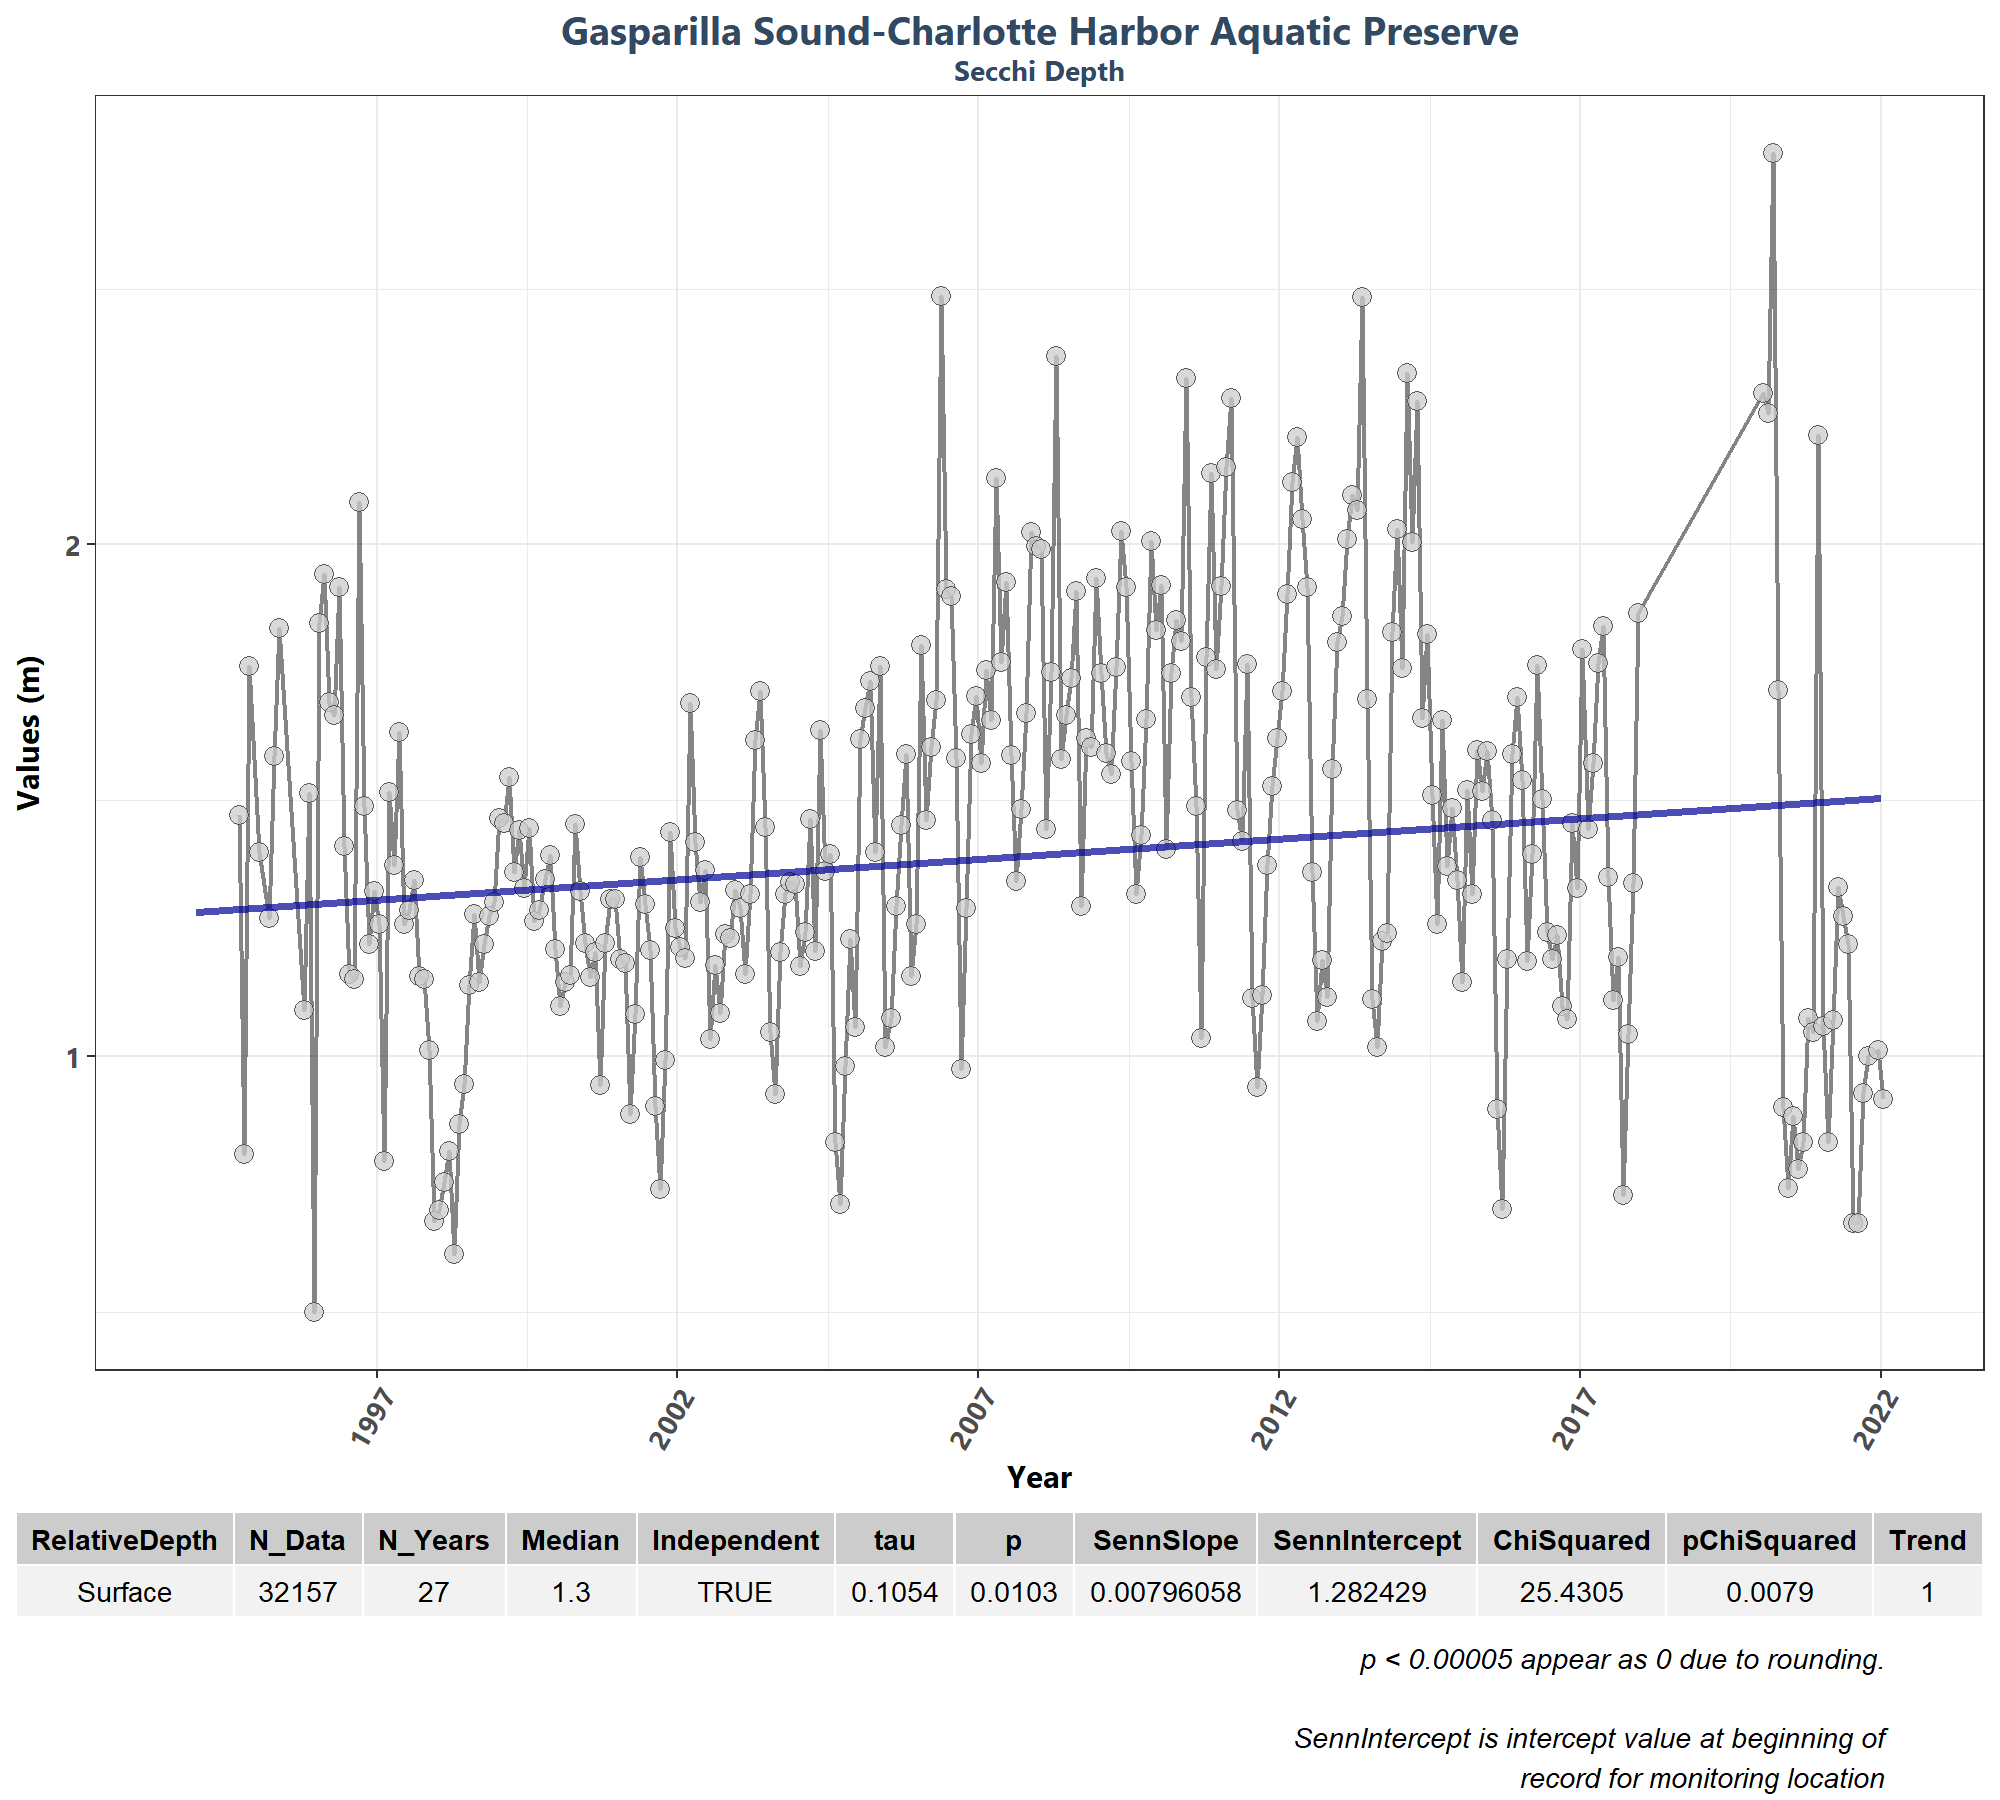 Gasparilla Sound-Charlotte Harbor Aquatic Preserve
Secchi Depth
Values (m)
2
1
1997 2002 2007 2012 2017 2022
Year
RelativeDepth N_Data N_Years Median Independent tau p SennSlope SennIntercept ChiSquared pChiSquared Trend
Surface 32157 27 1.3 TRUE 0.1054 0.0103 0.00796058 1.282429 25.4305 0.0079 1
p < 0.00005 appear as 0 due to rounding.
SennIntercept is intercept value at beginning of
record for monitoring location